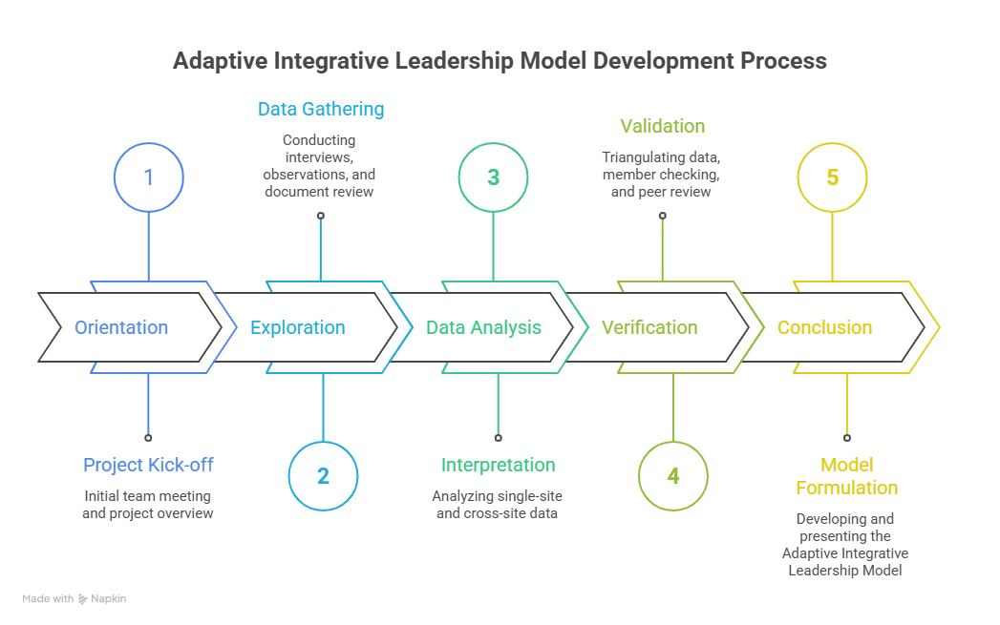 Adaptive Integrative Leadership Model Development Process
Data Gathering
Conducting
interviews,
observations, and
document review
Validation
Triangulating data,
member checking,
and peer review
1
3
5
Orientation
Exploration
Data Analysis
Verification
Conclusion
Project Kick-off
Initial team meeting
and project overview
2
Interpretation
Analyzing single-site
and cross-site data
4
Model
Formulation
Developing and
presenting the
Adaptive Integrative
Leadership Model
Made with Napkin